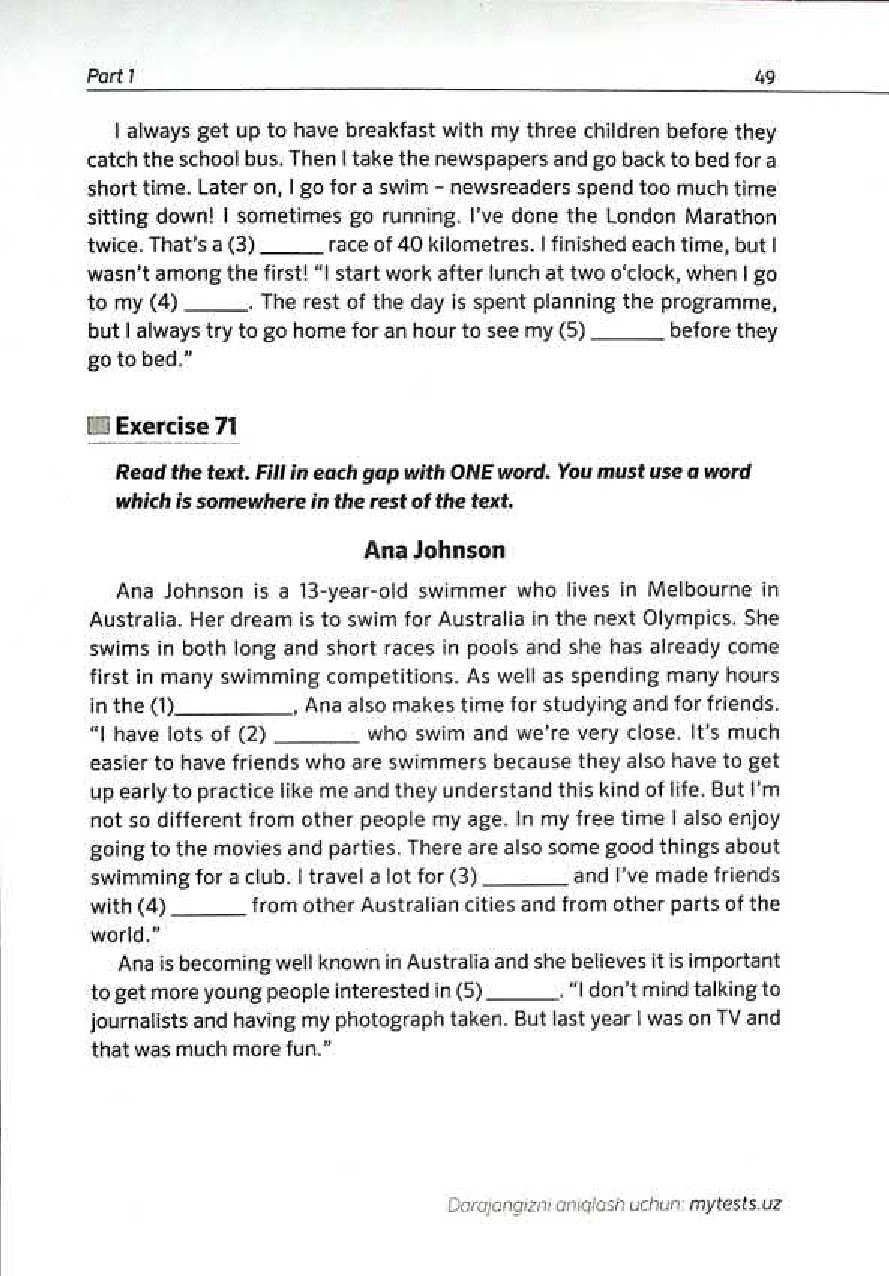 Part 1 49
I always get up to have breakfast with my three children before they
catch the school bus. Then I take the newspapers and go back to bed for a
short time. Later on, I go for a swim – newsreaders spend too much time
sitting down! I sometimes go running. I've done the London Marathon
twice. That's a (3) ______ race of 40 kilometres. I finished each time, but I
wasn't among the first! "I start work after lunch at two o'clock, when I go
to my (4) ______. The rest of the day is spent planning the programme,
but I always try to go home for an hour to see my (5) _______ before they
go to bed."
Exercise 71
Read the text. Fill in each gap with ONE word. You must use a word
which is somewhere in the rest of the text.
Ana Johnson
Ana Johnson is a 13-year-old swimmer who lives in Melbourne in
Australia. Her dream is to swim for Australia in the next Olympics. She
swims in both long and short races in pools and she has already come
first in many swimming competitions. As well as spending many hours
in the (1)___________, Ana also makes time for studying and for friends.
"I have lots of (2) ________ who swim and we're very close. It's much
easier to have friends who are swimmers because they also have to get
up early to practice like me and they understand this kind of life. But I'm
not so different from other people my age. In my free time I also enjoy
going to the movies and parties. There are also some good things about
swimming for a club. I travel a lot for (3) ________ and I've made friends
with (4) _______ from other Australian cities and from other parts of the
world."
Ana is becoming well known in Australia and she believes it is important
to get more young people interested in (5) _______. "I don't mind talking to
journalists and having my photograph taken. But last year I was on TV and
that was much more fun."
Darajangizni aniqlash uchun: mytests.uz